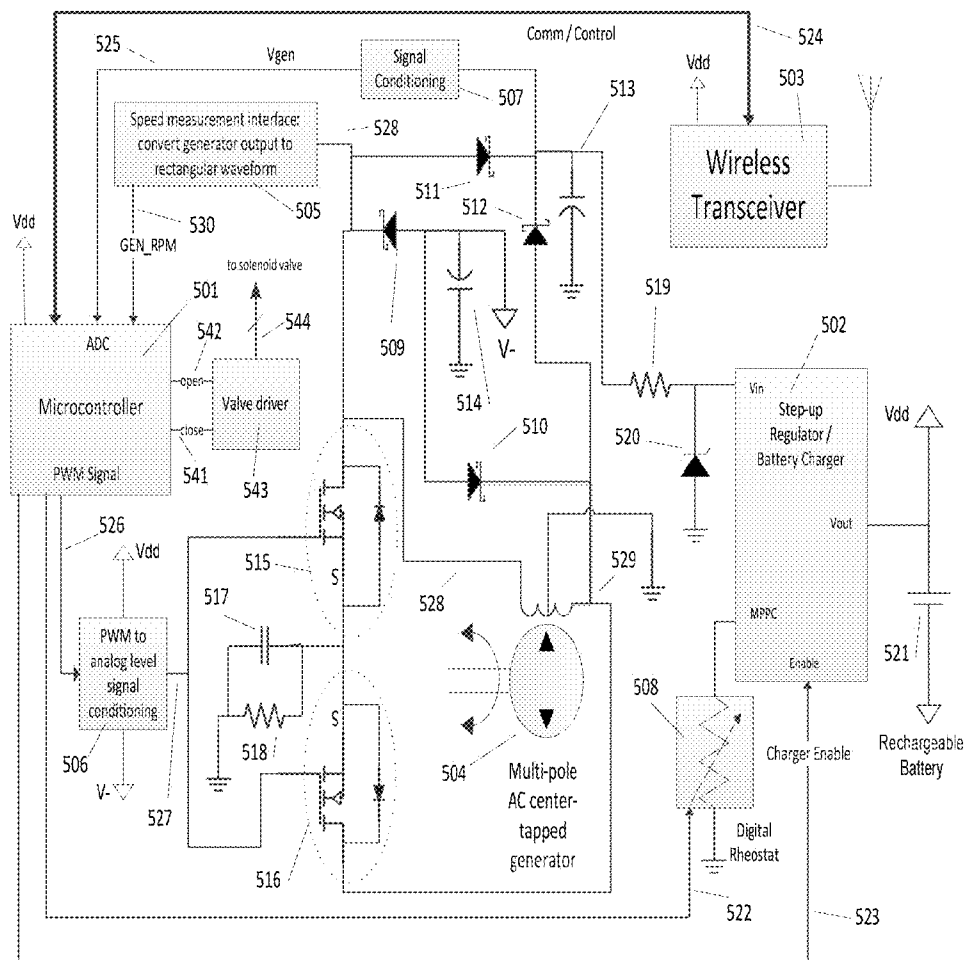 525
Vgen
Signal
Conditioning
507
Comm / Control
524
Vdd
503
513
Wireless
Transceiver
Speed measurement interface:
convert generator output to
rectangular waveform
528
505
511
512
530
GEN_RPM
Vdd
to solenoid valve
501
542
544
509
V-
514
519
502
ADC
open
Microcontroller
Valve driver
close
PWM Signal
541
543
510
Vin
Step-up
Regulator /
Battery Charger
Vdd
520
Vout
526
Vdd
515
S
528
529
517
MPPC
PWM to
analog level
signal
conditioning
S
518
504
508
Enable
521
506
V-
527
Charger Enable
Rechargeable
Battery
Multi-pole
AC center-
tapped
generator
516
Digital
Rheostat
522
523